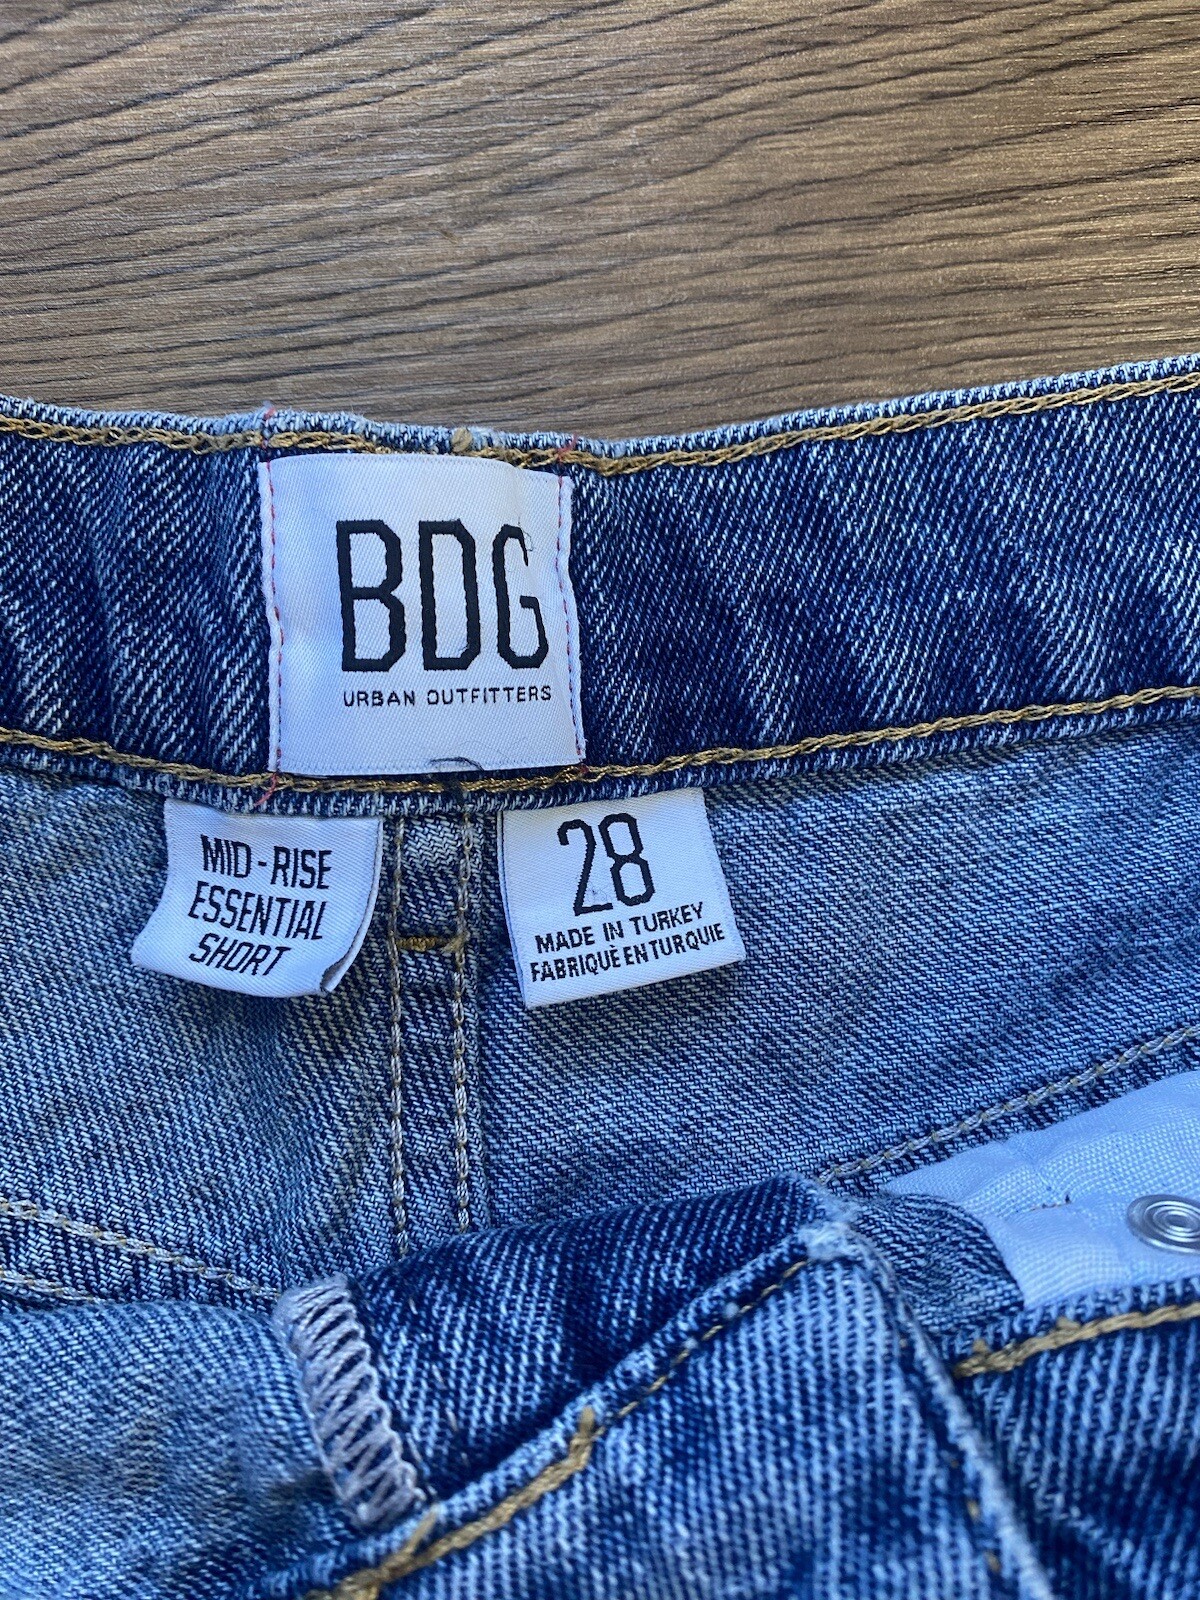 BDG
URBAN OUTFITTERS
MID-RISE
ESSENTIAL
SHORT
28
MADE IN TURKEY
FABRIQUÉ EN TURQUIE